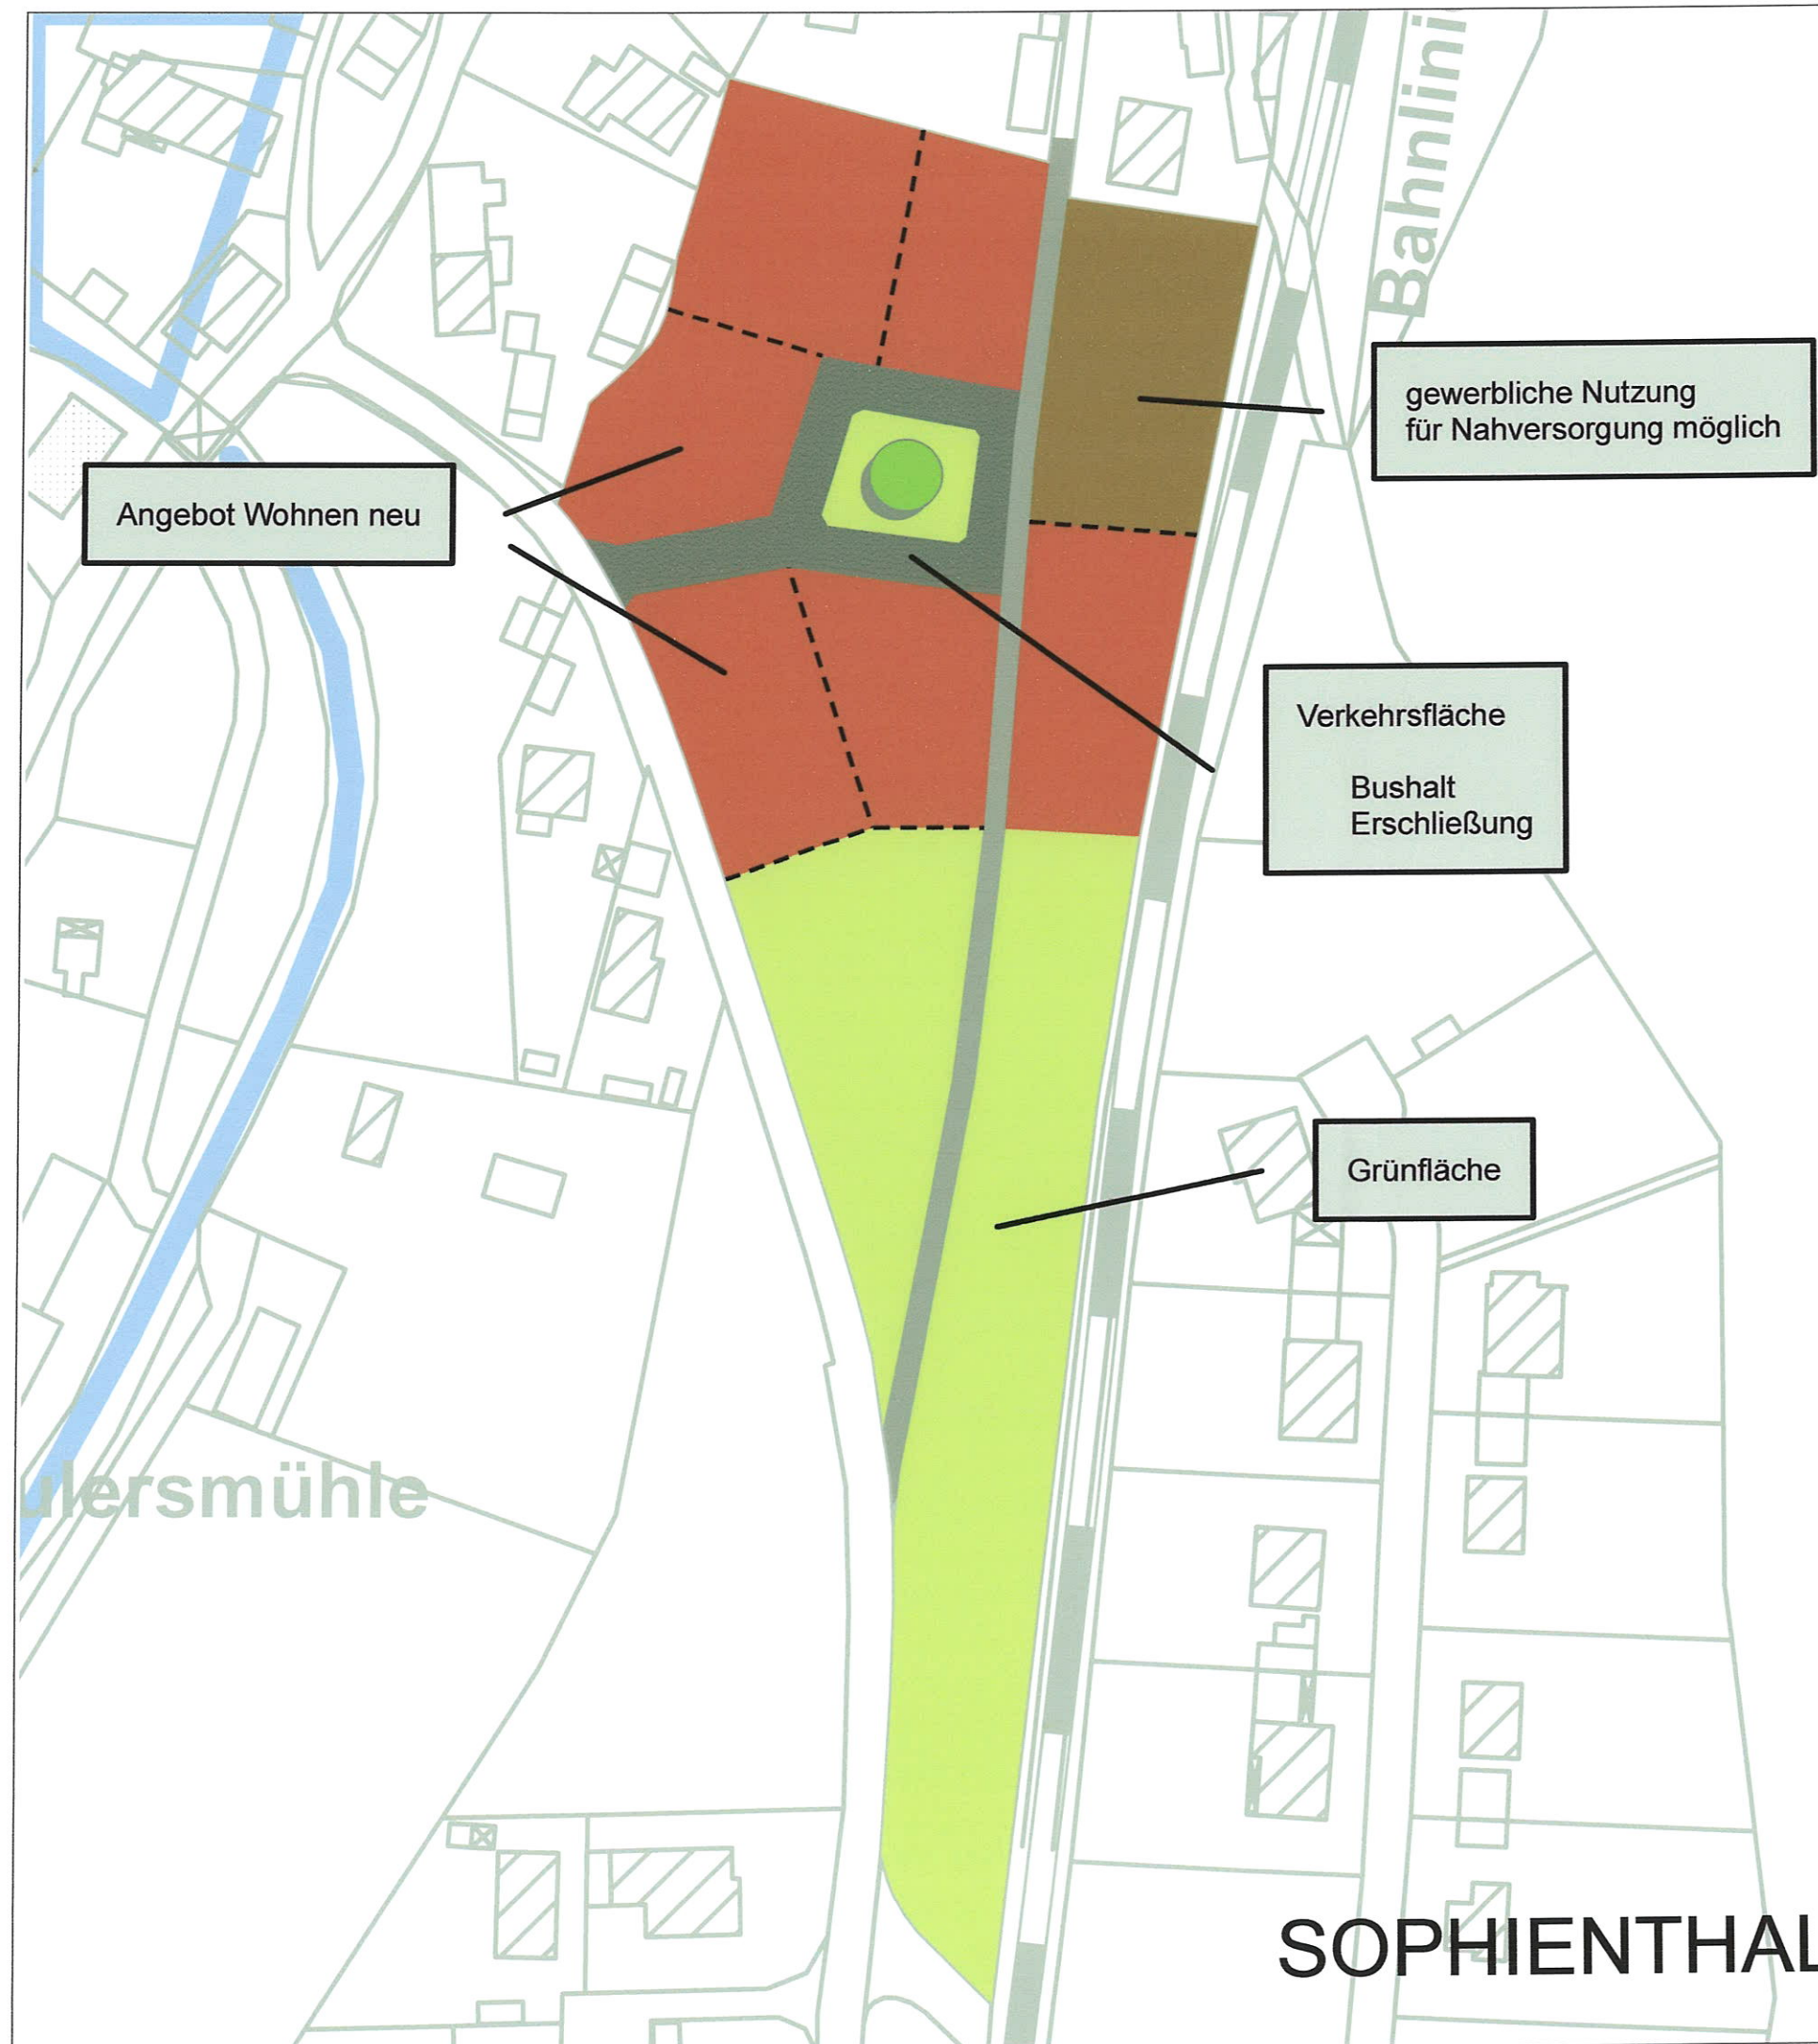 Bahnlini
gewerbliche Nutzung
für Nahversorgung möglich
Angebot Wohnen neu
Verkehrsfläche
Bushalt
Erschließung
Grünfläche
ulersmühle
SOPHIENTHAL